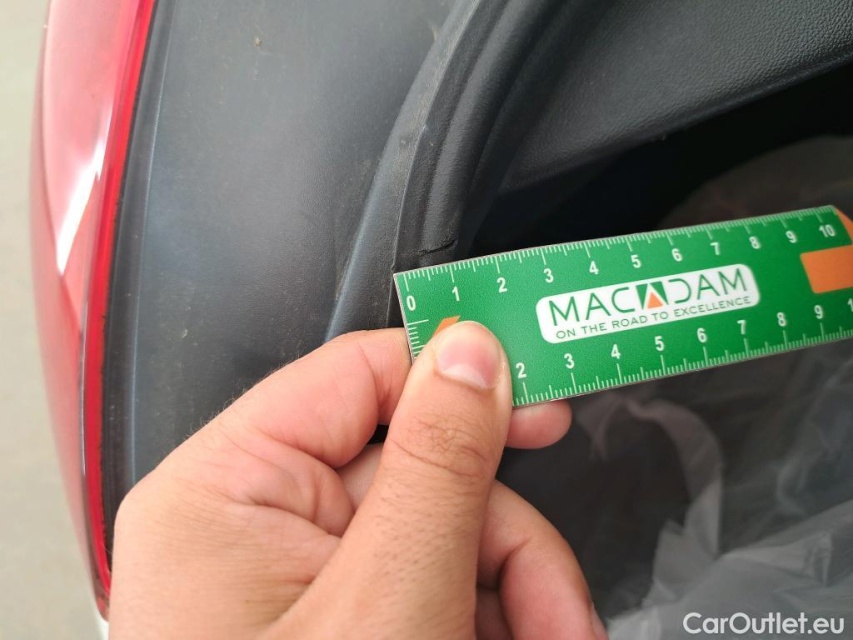 0 1 2 3 4 5 6 7 8 9 10
MACADAM
ON THE ROAD TO EXCELLENCE
2 3 4 5 6 7 8 9
CarOutlet.eu